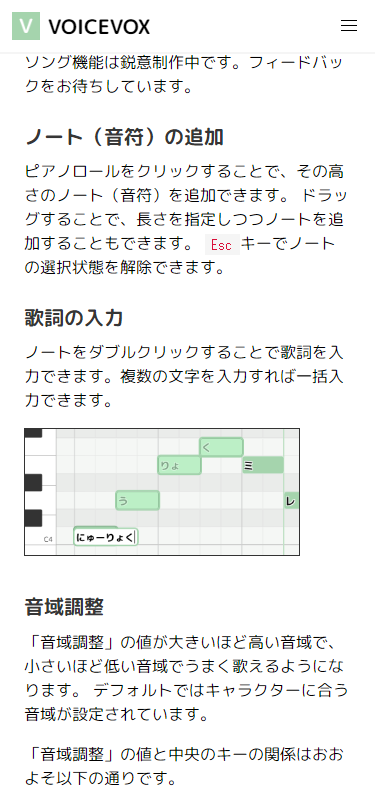 V VOICEVOX
ソング機能は鋭意制作中です。フィードバッ
クをお待ちしています。
ノート（音符）の追加
ピアノロールをクリックすることで、その高
さのノート（音符）を追加できます。 ドラッ
グすることで、長さを指定しつつノートを追
加することもできます。 Esc キーでノート
の選択状態を解除できます。
歌詞の入力
ノートをダブルクリックすることで歌詞を入
力できます。複数の文字を入力すれば一括入
力できます。
く
りょ
ミ
う
レ
C4
にゅーりょく
音域調整
「音域調整」の値が大きいほど高い音域で、
小さいほど低い音域でうまく歌えるようにな
ります。 デフォルトではキャラクターに合う
音域が設定されています。
「音域調整」の値と中央のキーの関係はおお
よそ以下の通りです。